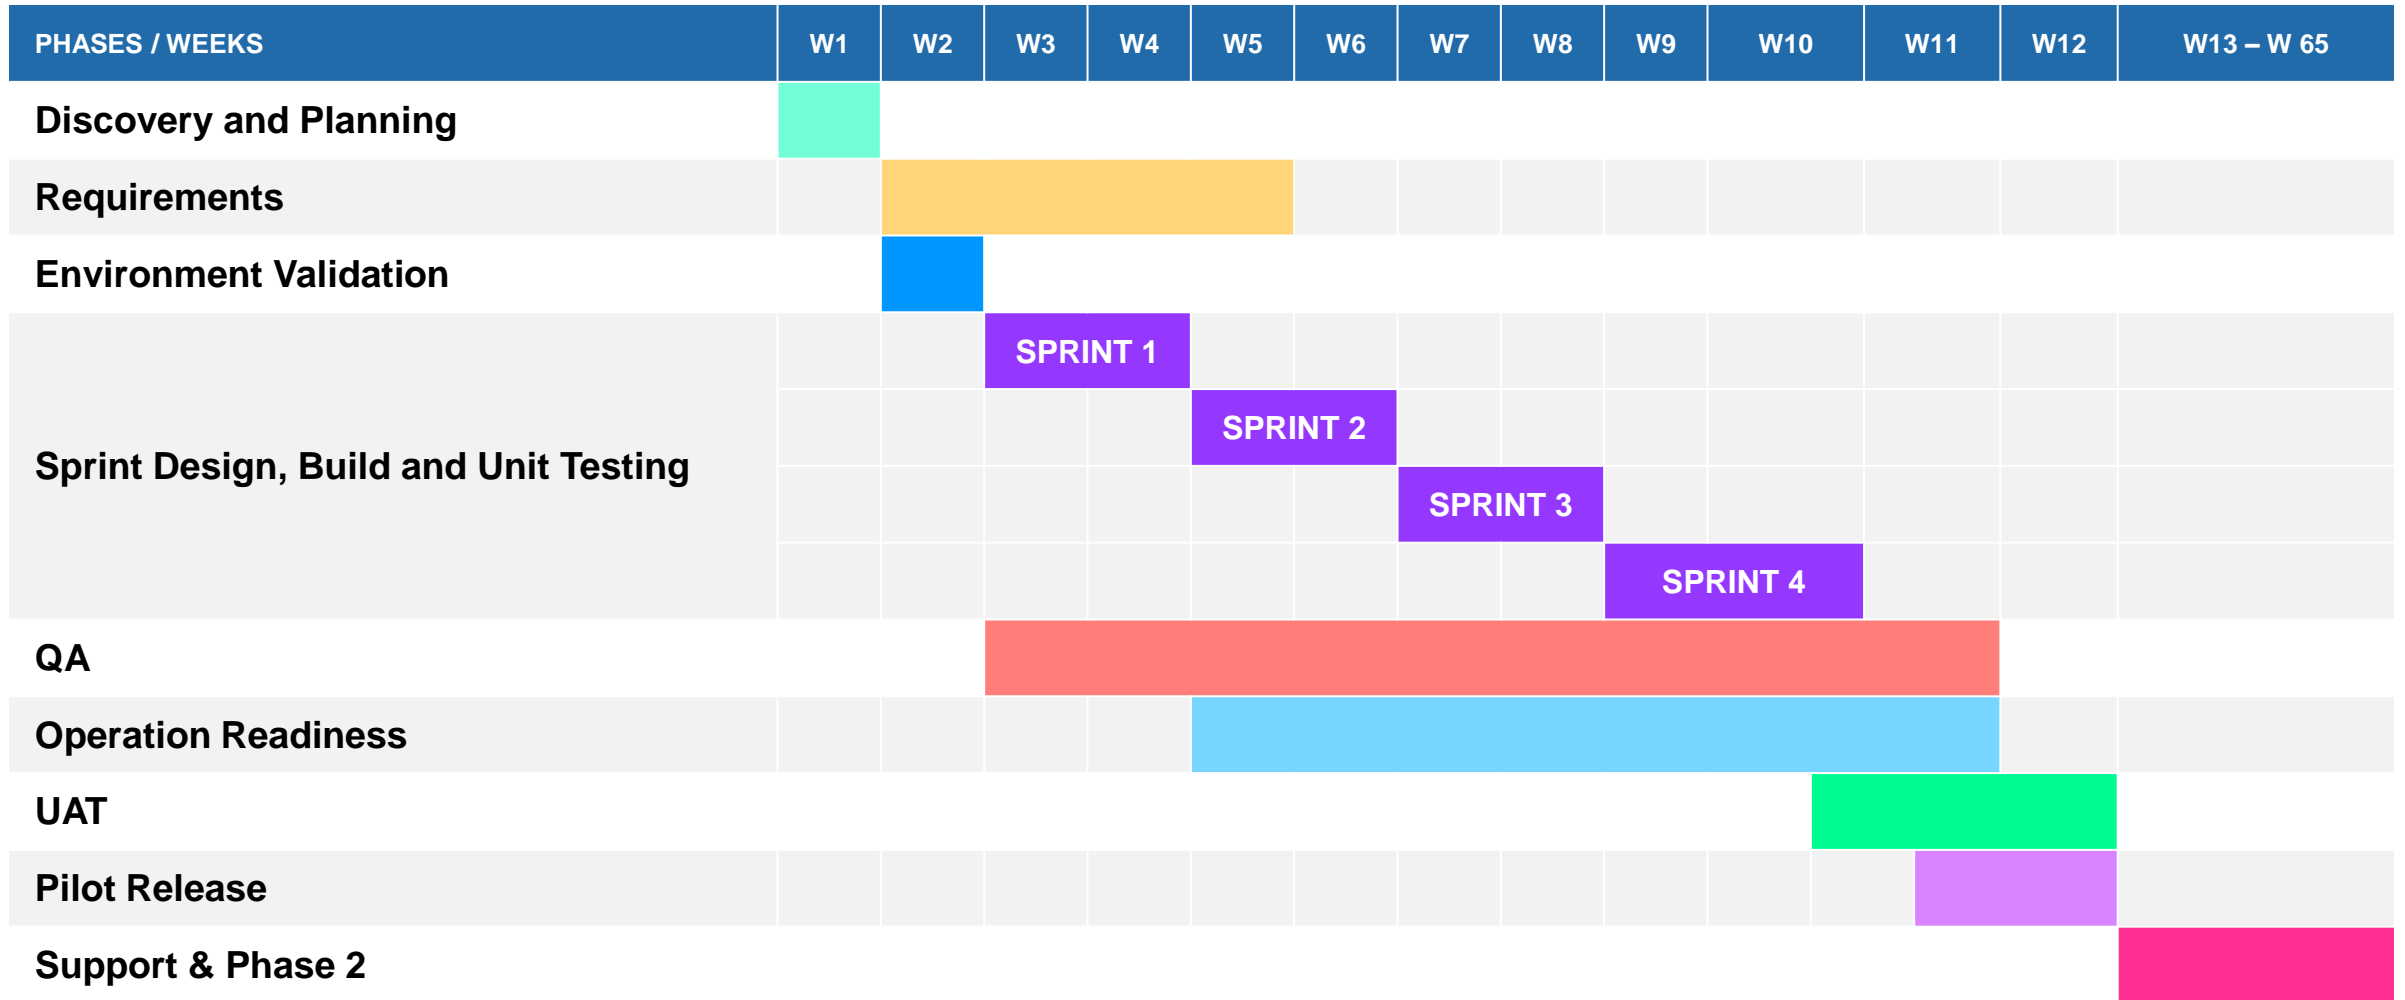 PHASES / WEEKS W1 W2 W3 W4 W5 W6 W7 W8 W9 W10 W11 W12 W13 – W 65
Discovery and Planning
Requirements
Environment Validation
Sprint Design, Build and Unit Testing
SPRINT 1
SPRINT 2
SPRINT 3
SPRINT 4
QA
Operation Readiness
UAT
Pilot Release
Support & Phase 2